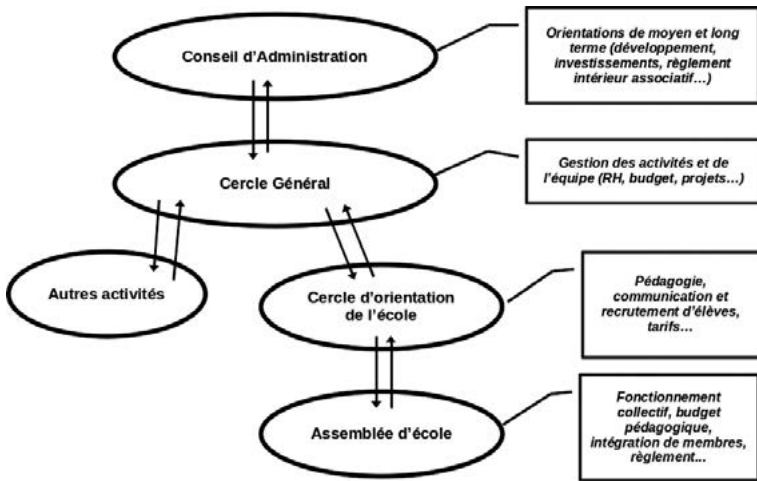 Conseil d'Administration
Orientations de moyen et long
terme (développement,
investissements, règlement
intérieur associatif…)
Cercle Général
Gestion des activités et de
l'équipe (RH, budget, projets…)
Autres activités
Cercle d'orientation
de l'école
Pédagogie,
communication et
recrutement d'élèves,
tarifs…
Assemblée d'école
Fonctionnement
collectif, budget
pédagogique,
intégration de membres,
règlement...